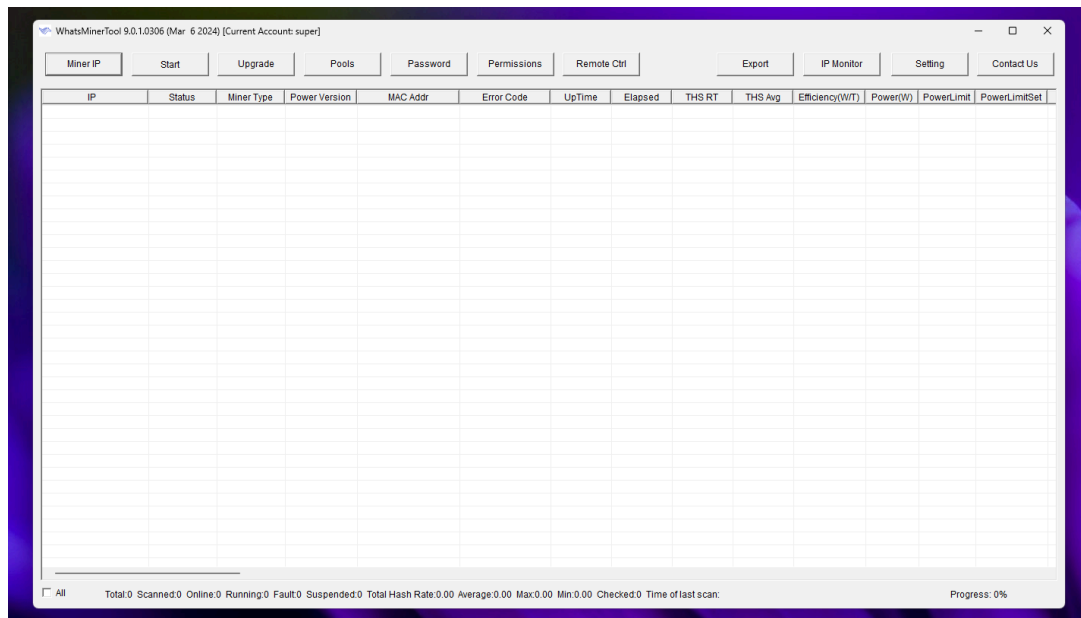 WhatsMinerTool 9.0.1.0306 (Mar 6 2024) [Current Account: super]
Miner IP Start Upgrade Pools Password Permissions Remote Ctrl Export IP Monitor Setting Contact Us
IP Status Miner Type Power Version MAC Addr Error Code UpTime Elapsed THS RT THS Avg Efficiency(W/T) Power(W) PowerLimit PowerLimitSet
All Total:0 Scanned:0 Online:0 Running:0 Fault:0 Suspended:0 Total Hash Rate:0.00 Average:0.00 Max:0.00 Min:0.00 Checked:0 Time of last scan: Progress: 0%